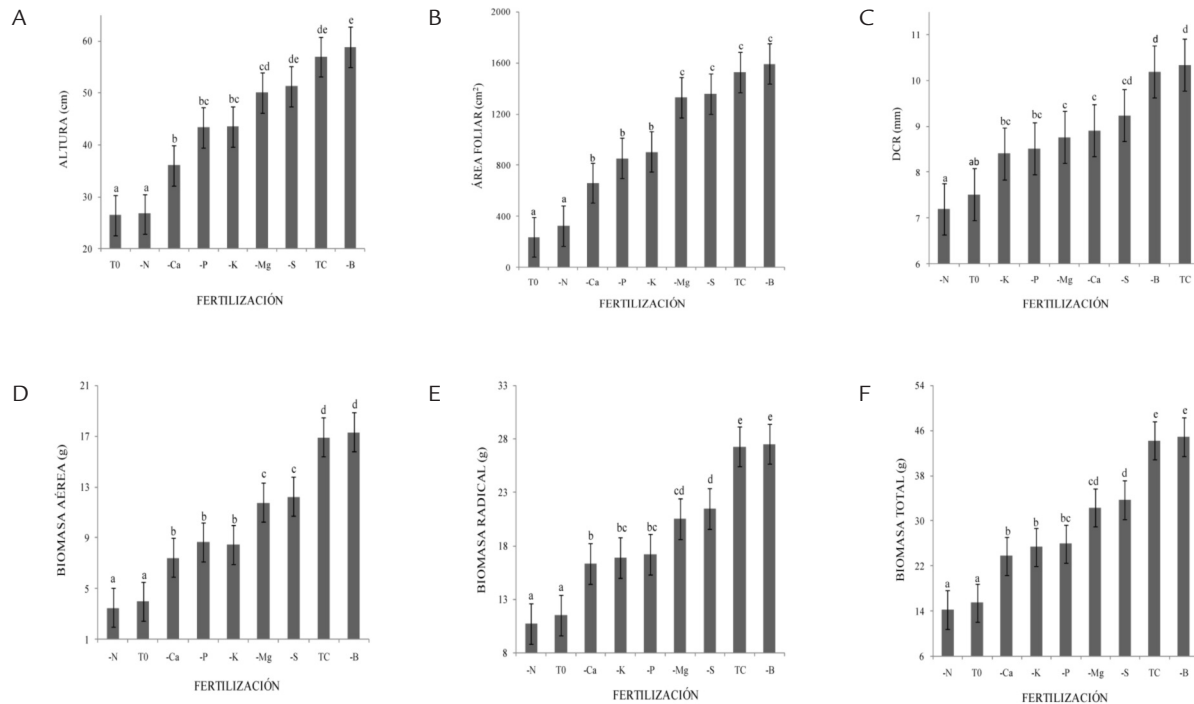 A
ALTURA (cm)
60
50
40
30
20
a
a
b
bc
bc
cd
de
de
e
T0 -N -Ca -P -K -Mg -S TC -B
FERTILIZACIÓN
B
ÁREA FOLIAR (cm²)
2000
1600
1200
800
400
0
a
a
b
b
b
c
c
c
c
T0 -N -Ca -P -K -Mg -S TC -B
FERTILIZACIÓN
C
DCR (mm)
11
10
9
8
7
6
a
ab
bc
bc
c
c
cd
d
d
-N T0 -K -P -Mg -Ca -S -B TC
FERTILIZACIÓN
D
BIOMASA AÉREA (g)
21
17
13
9
5
1
a
a
b
b
b
c
c
d
d
-N T0 -Ca -P -K -Mg -S TC -B
FERTILIZACIÓN
E
BIOMASA RADICAL (g)
33
28
23
18
13
8
a
a
b
bc
bc
cd
d
e
e
-N T0 -Ca -K -P -Mg -S TC -B
FERTILIZACIÓN
F
BIOMASA TOTAL (g)
54
46
38
30
22
14
6
a
a
b
b
bc
cd
d
e
e
-N T0 -Ca -K -P -Mg -S TC -B
FERTILIZACIÓN